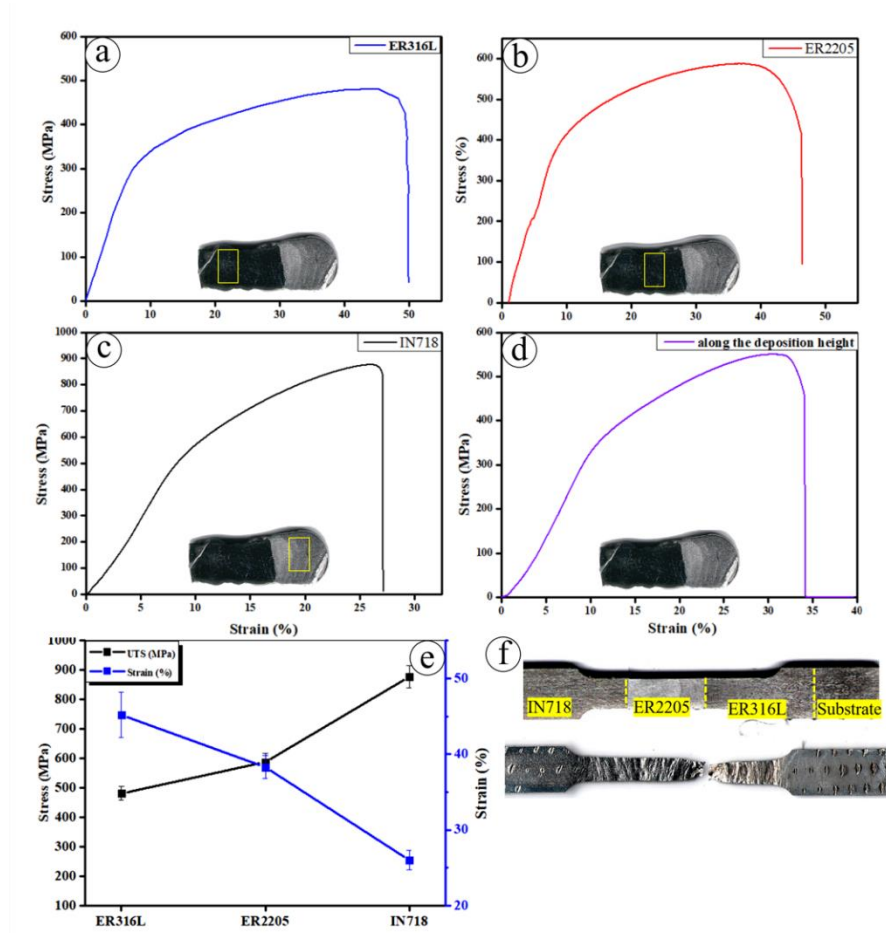 a
ER316L
Stress (MPa)
600
500
400
300
200
100
0
0 10 20 30 40 50
b
ER2205
Stress (%)
600
500
400
300
200
100
0
0 10 20 30 40 50
c
IN718
Stress (MPa)
1000
900
800
700
600
500
400
300
200
100
0
0 5 10 15 20 25 30
Strain (%)
d
along the deposition height
Stress (MPa)
600
500
400
300
200
100
0
0 5 10 15 20 25 30 35 40
Strain (%)
e
UTS (MPa)
Strain (%)
Stress (MPa)
1000
900
800
700
600
500
400
300
200
100
ER316L ER2205 IN718
50
40
30
20
Strain (%)
f
IN718 ER2205 ER316L Substrate